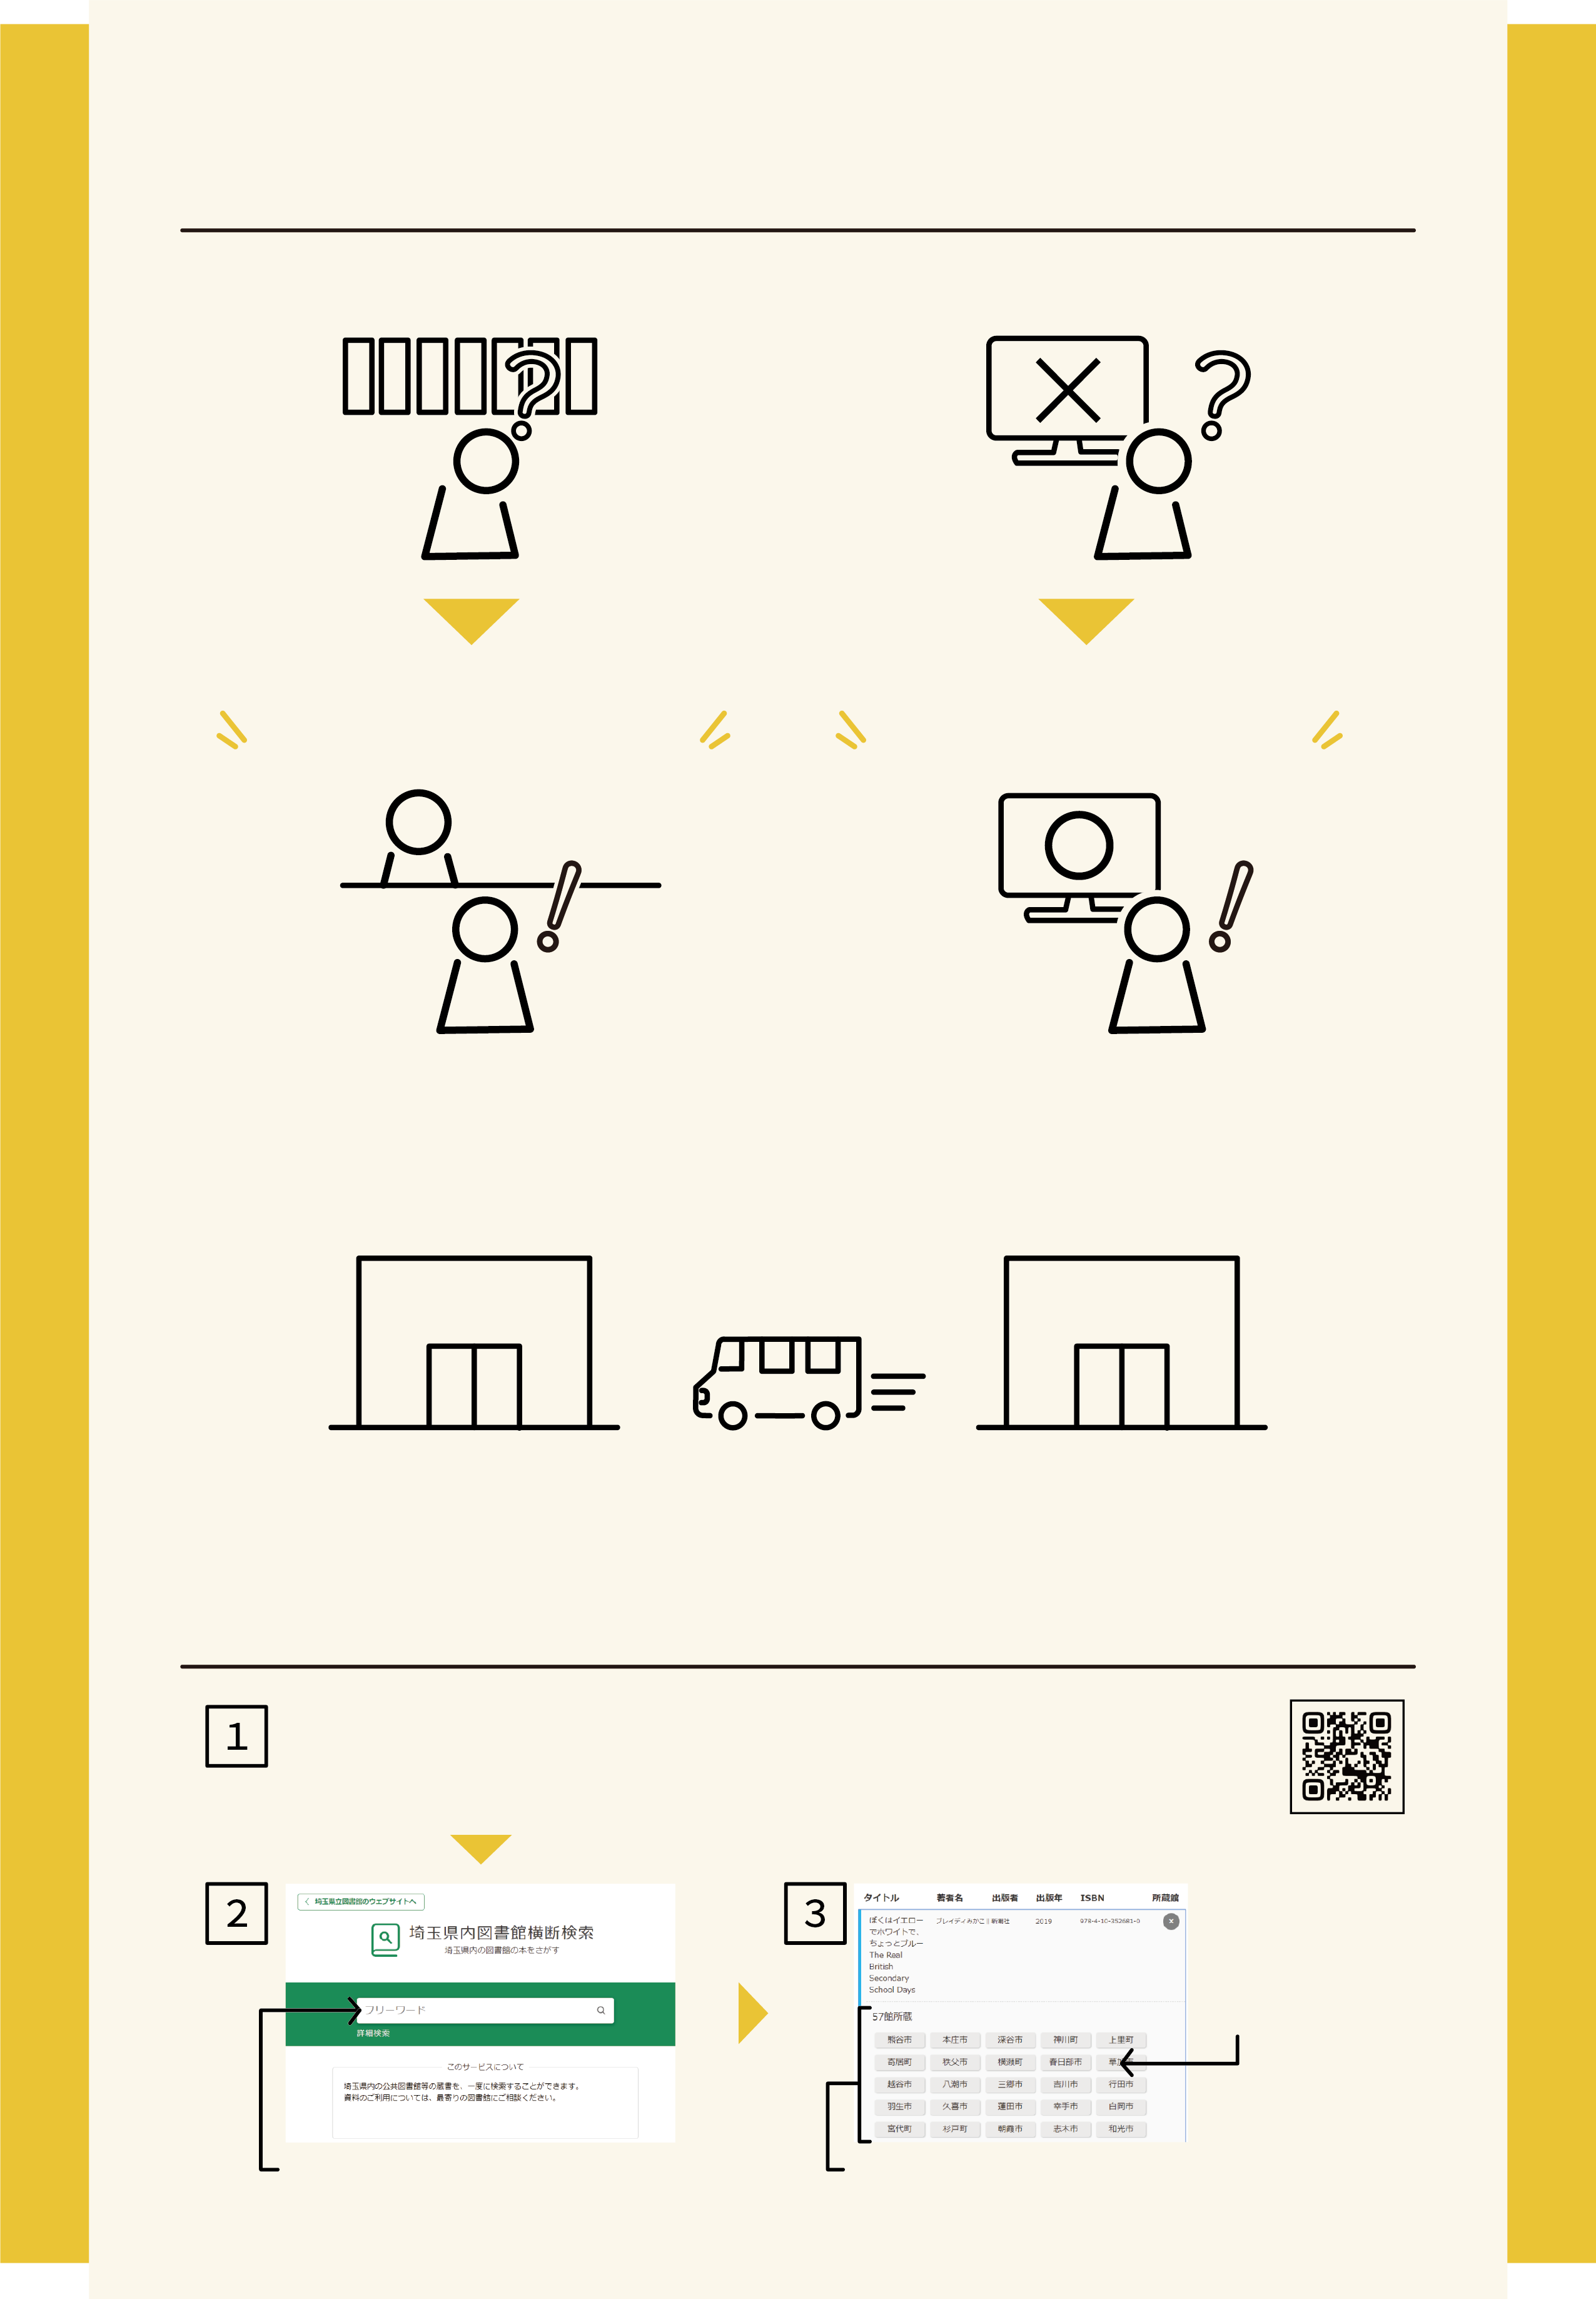 1
2
埼玉県立図書館のウェブサイトへ
埼玉県内図書館横断検索
埼玉県内の図書館の本をさがす
フリーワード
詳細検索
このサービスについて
埼玉県内の公共図書館等の蔵書を、一度に検索することができます。
資料のご利用については、最寄りの図書館にご相談ください。
3
タイトル 著者名 出版者 出版年 ISBN 所蔵館
ぼくはイエロー ブレイディみかこ｜新潮社 2019 978-4-10-352681-0
でホワイトで、
ちょっとブルー
The Real
British
Secondary
School Days
57館所蔵
熊谷市 本庄市 深谷市 神川町 上里町
寄居町 秩父市 横瀬町 春日部市 草
越谷市 八潮市 三郷市 吉川市 行田市
羽生市 久喜市 蓮田市 幸手市 白岡市
宮代町 杉戸町 朝霞市 志木市 和光市